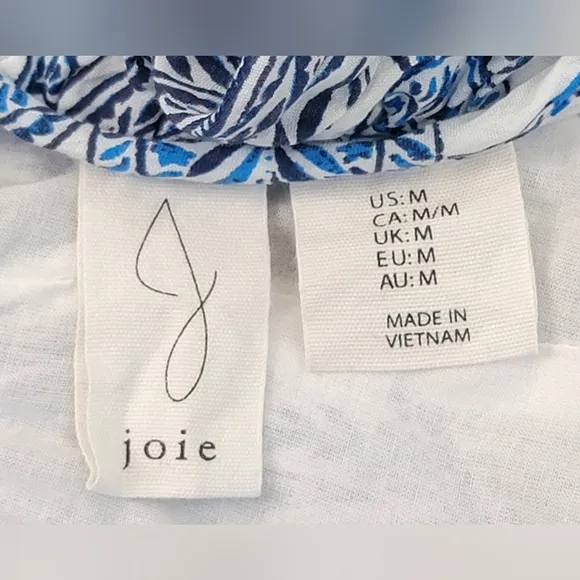 joie
US: M
CA: M/M
UK: M
EU: M
AU: M
MADE IN
VIETNAM